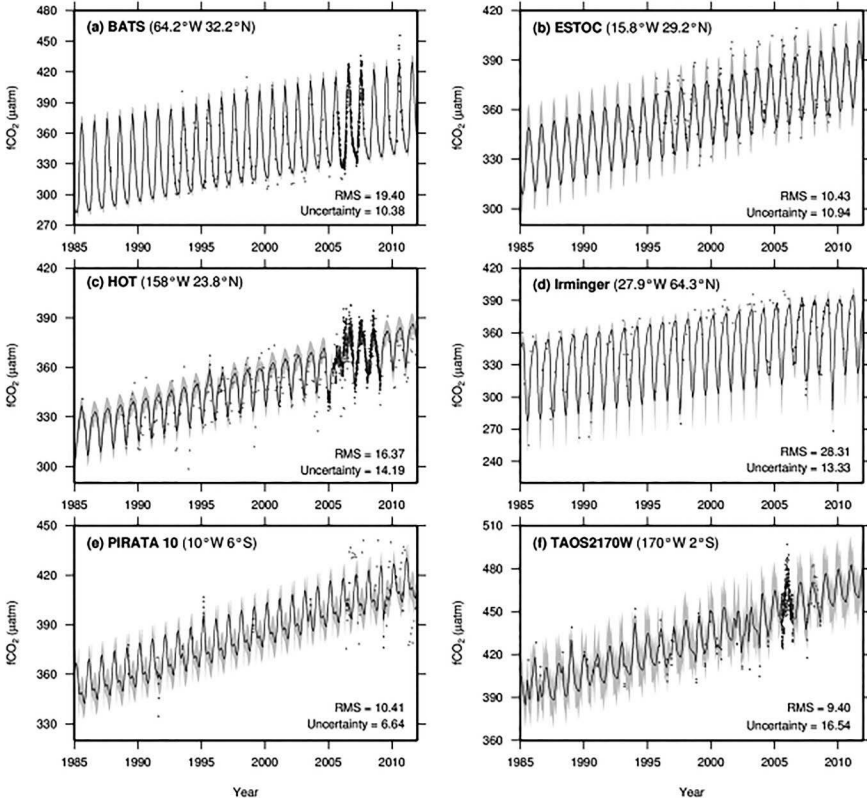 (a) BATS (64.2°W 32.2°N)
fCO₂ (μatm)
480
450
420
390
360
330
300
270
RMS = 19.40
Uncertainty = 10.38
1985 1990 1995 2000 2005 2010
(b) ESTOC (15.8°W 29.2°N)
fCO₂ (μatm)
420
390
360
330
300
RMS = 10.43
Uncertainty = 10.94
1985 1990 1995 2000 2005 2010
(c) HOT (158°W 23.8°N)
fCO₂ (μatm)
420
390
360
330
300
RMS = 16.37
Uncertainty = 14.19
1985 1990 1995 2000 2005 2010
(d) Irminger (27.9°W 64.3°N)
fCO₂ (μatm)
420
390
360
330
300
270
240
RMS = 28.31
Uncertainty = 13.33
1985 1990 1995 2000 2005 2010
(e) PIRATA 10 (10°W 6°S)
fCO₂ (μatm)
450
420
390
360
330
RMS = 10.41
Uncertainty = 6.64
1985 1990 1995 2000 2005 2010
Year
(f) TAOS2170W (170°W 2°S)
fCO₂ (μatm)
510
480
450
420
390
360
RMS = 9.40
Uncertainty = 16.54
1985 1990 1995 2000 2005 2010
Year